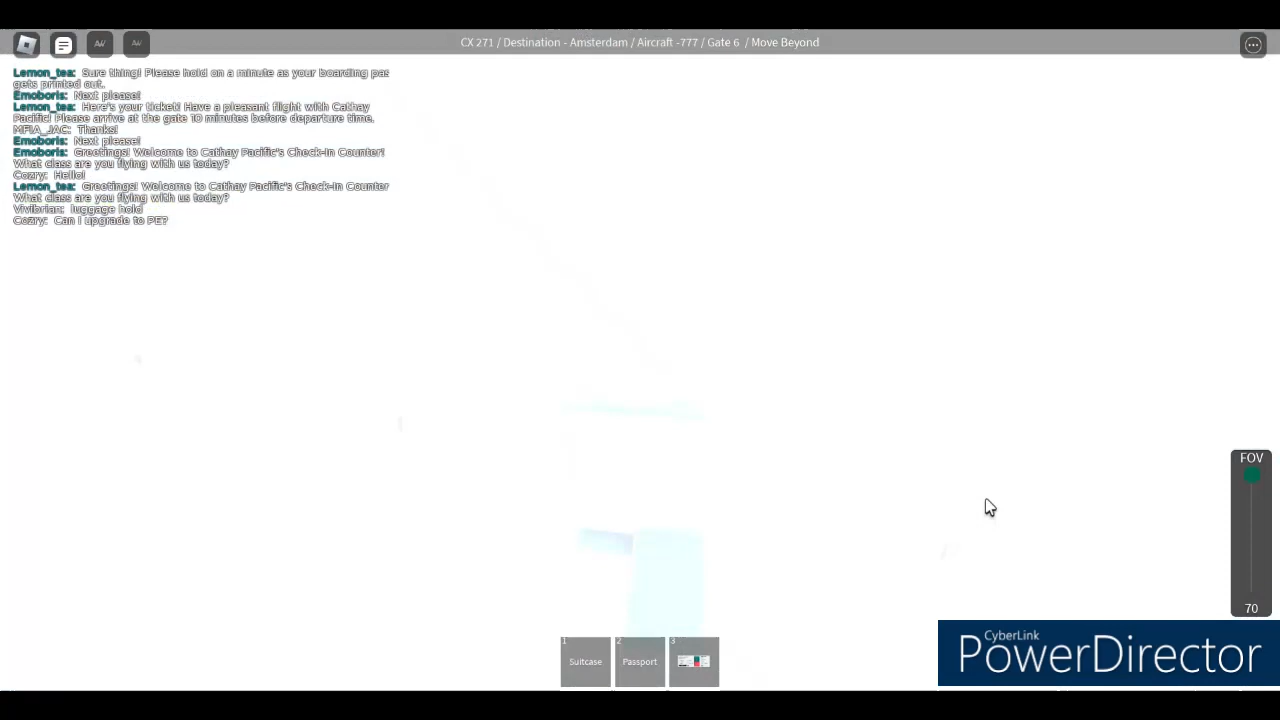 CX 271 / Destination - Amsterdam / Aircraft -777 / Gate 6 / Move Beyond
Lemon_tea: Sure thing! Please hold on a minute as your boarding pas
gets printed out.
Emoboris: Next please!
Lemon_tea: Here's your ticket! Have a pleasant flight with Cathay
Pacific! Please arrive at the gate 10 minutes before departure time.
MFIA_JAC: Thanks!
Emoboris: Next please!
Emoboris: Greetings! Welcome to Cathay Pacific's Check-In Counter!
What class are you flying with us today?
Cozry: Hello!
Lemon_tea: Greetings! Welcome to Cathay Pacific's Check-In Counter
What class are you flying with us today?
Vivibrian: luggage hold
Cozry: Can I upgrade to PE?
FOV
70
1
2
3
Suitcase
Passport
CyberLink
PowerDirector